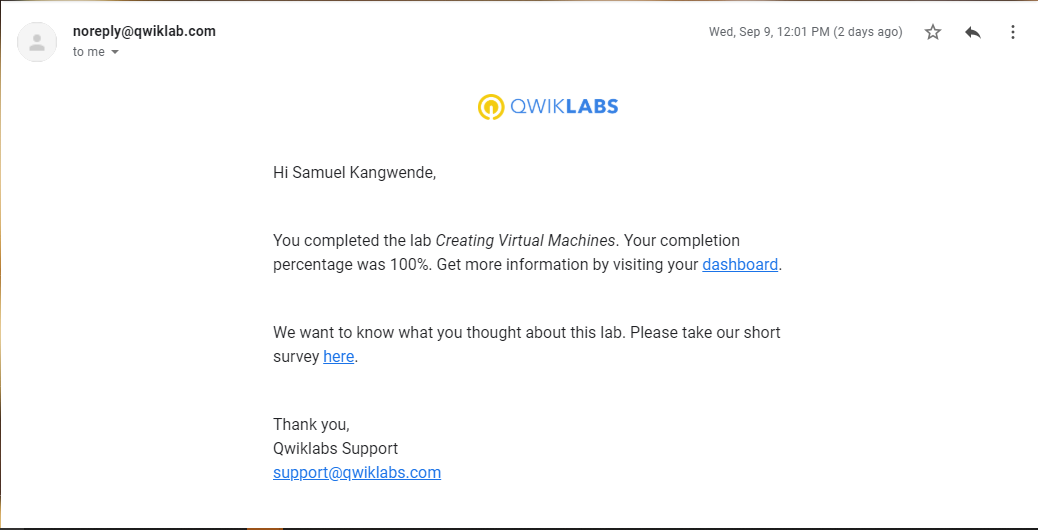 noreply@qwiklab.com
Wed, Sep 9, 12:01 PM (2 days ago)
to me
QWIKLABS
Hi Samuel Kangwende,
You completed the lab Creating Virtual Machines. Your completion
percentage was 100%. Get more information by visiting your dashboard.
We want to know what you thought about this lab. Please take our short
survey here.
Thank you,
Qwiklabs Support
support@qwiklabs.com